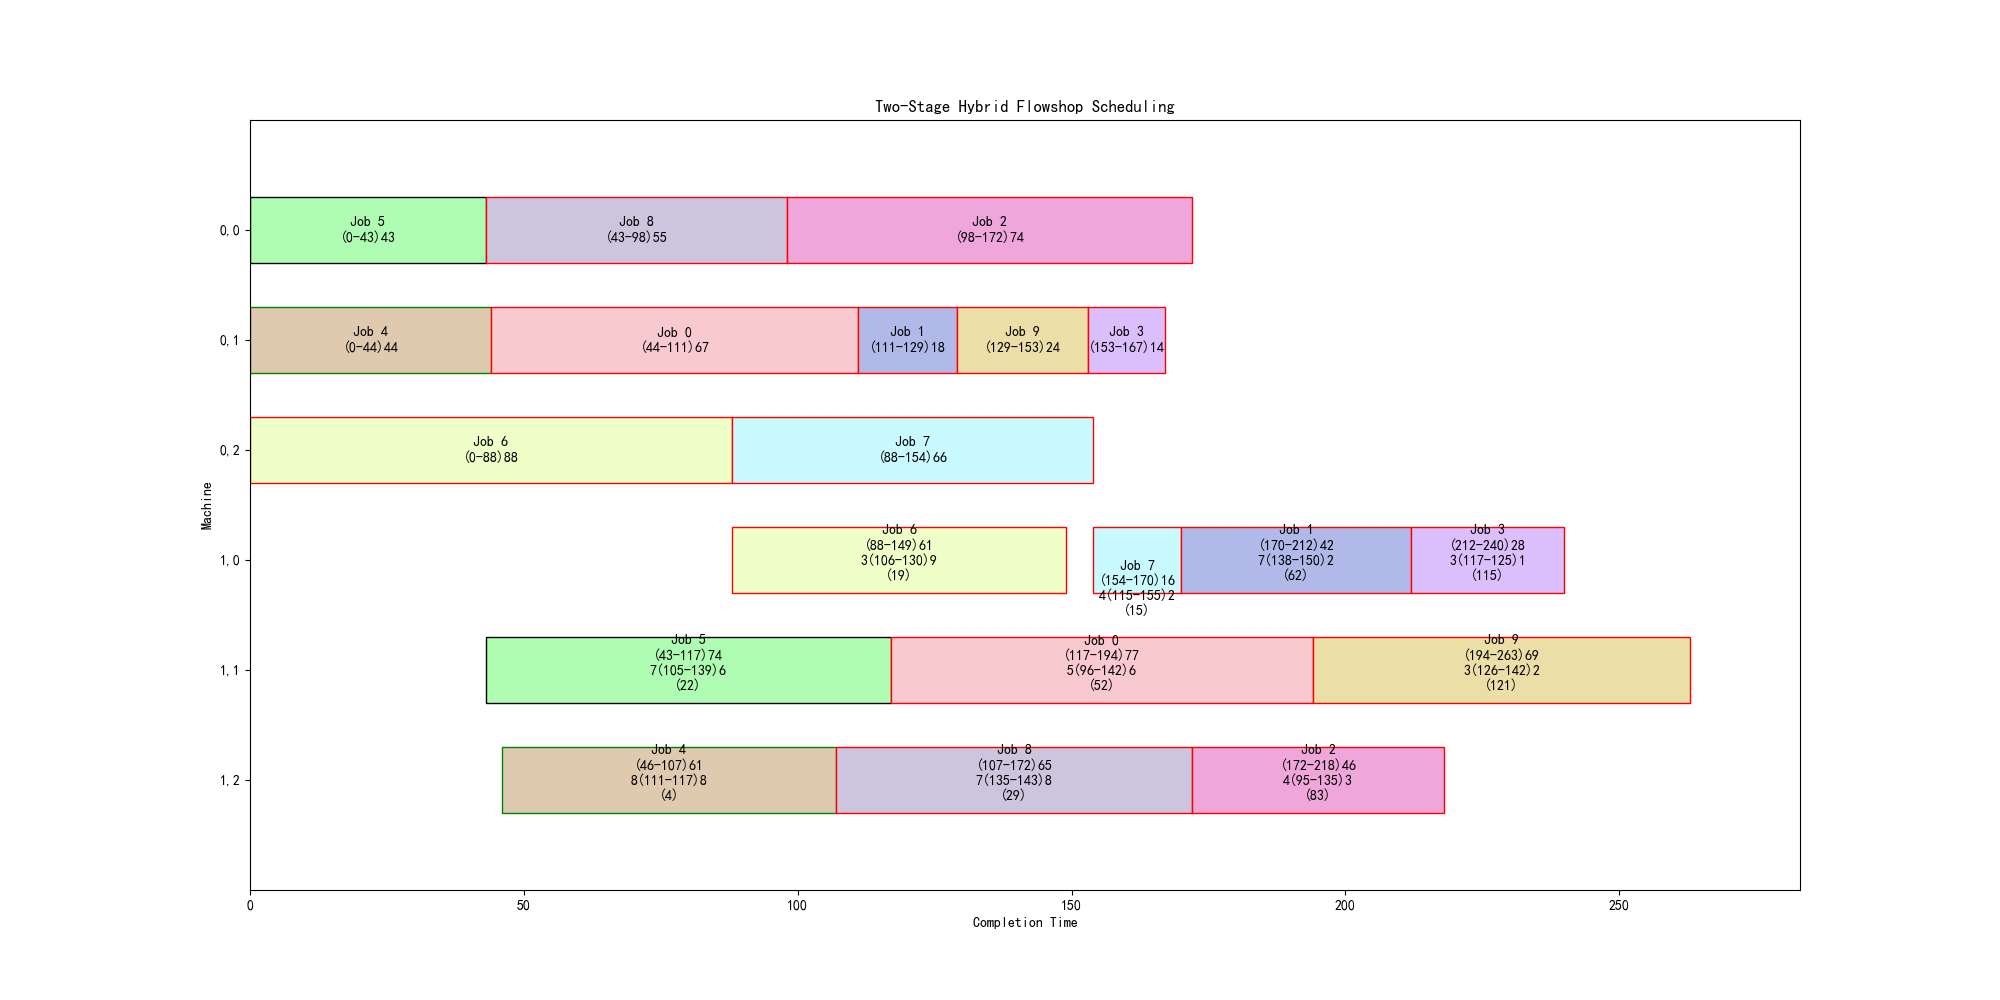 Two-Stage Hybrid Flowshop Scheduling
Machine
0,0
Job 5
(0-43)43
Job 8
(43-98)55
Job 2
(98-172)74
0,1
Job 4
(0-44)44
Job 0
(44-111)67
Job 1
(111-129)18
Job 9
(129-153)24
Job 3
(153-167)14
0,2
Job 6
(0-88)88
Job 7
(88-154)66
1,0
Job 6
(88-149)61
3(106-130)9
(19)
Job 7
(154-170)16
4(115-155)2
(15)
Job 1
(170-212)42
7(138-150)2
(62)
Job 3
(212-240)28
3(117-125)1
(115)
1,1
Job 5
(43-117)74
7(105-139)6
(22)
Job 0
(117-194)77
5(96-142)6
(52)
Job 9
(194-263)69
3(126-142)2
(121)
1,2
Job 4
(46-107)61
8(111-117)8
(4)
Job 8
(107-172)65
7(135-143)8
(29)
Job 2
(172-218)46
4(95-135)3
(83)
0
50
100
150
200
250
Completion Time